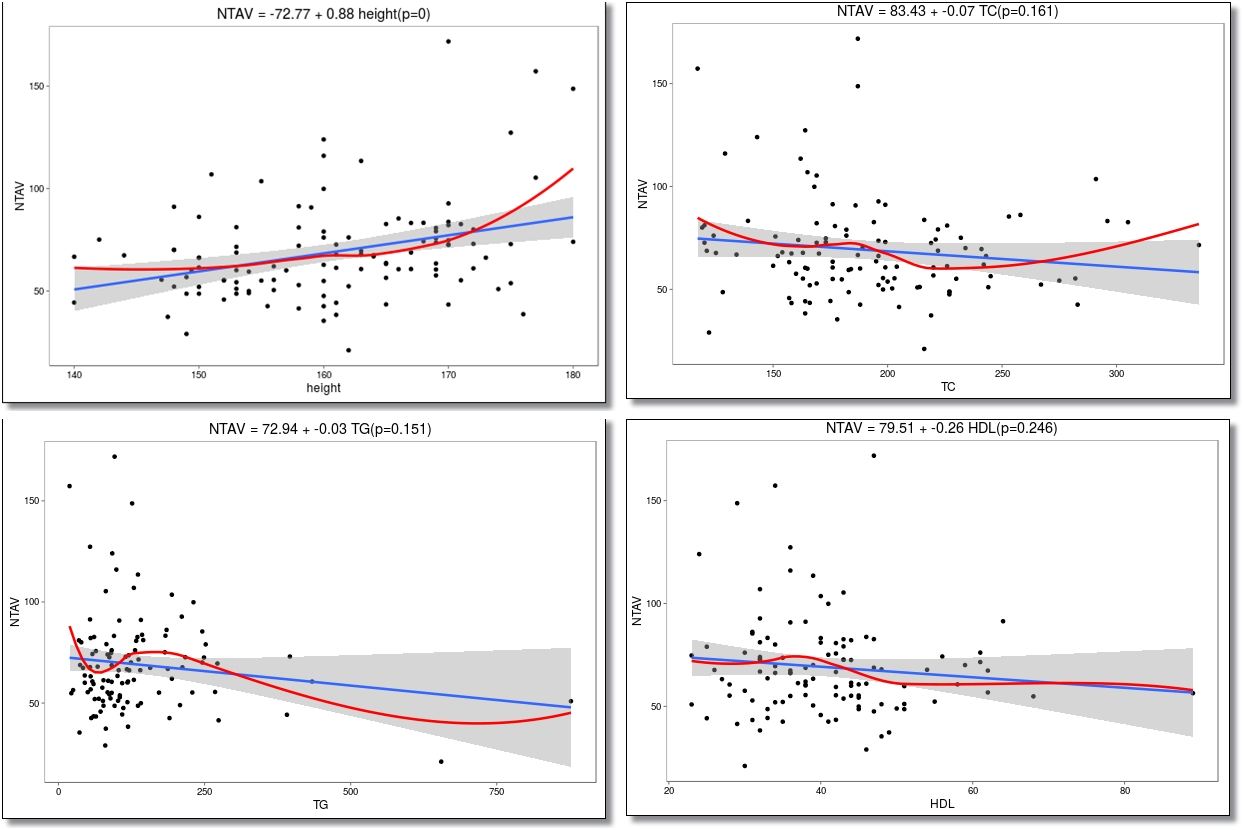 NTAV = -72.77 + 0.88 height(p=0)
150
100
50
NTAV
140 150 160 170 180
height
NTAV = 83.43 + -0.07 TC(p=0.161)
150
100
50
NTAV
150 200 250 300
TC
NTAV = 72.94 + -0.03 TG(p=0.151)
150
100
50
NTAV
0 250 500 750
TG
NTAV = 79.51 + -0.26 HDL(p=0.246)
150
100
50
NTAV
20 40 60 80
HDL